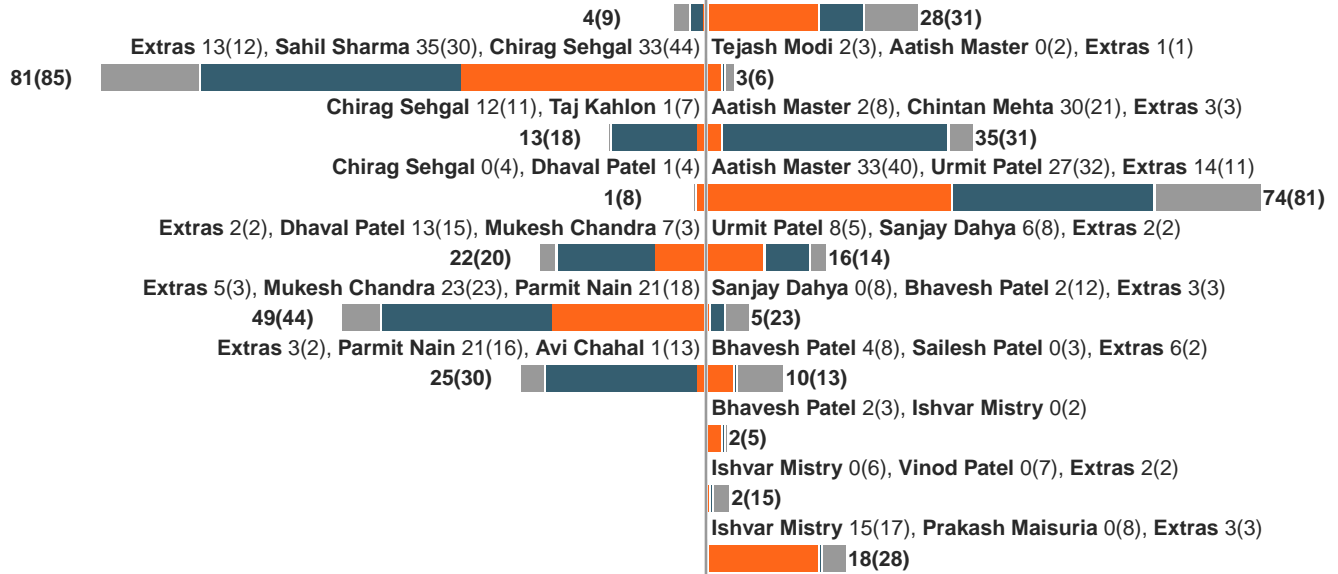 4(9) 28(31)
Extras 13(12), Sahil Sharma 35(30), Chirag Sehgal 33(44) Tejash Modi 2(3), Aatish Master 0(2), Extras 1(1)
81(85) 3(6)
Chirag Sehgal 12(11), Taj Kahlon 1(7) Aatish Master 2(8), Chintan Mehta 30(21), Extras 3(3)
13(18) 35(31)
Chirag Sehgal 0(4), Dhaval Patel 1(4) Aatish Master 33(40), Urmit Patel 27(32), Extras 14(11)
1(8) 74(81)
Extras 2(2), Dhaval Patel 13(15), Mukesh Chandra 7(3) Urmit Patel 8(5), Sanjay Dahya 6(8), Extras 2(2)
22(20) 16(14)
Extras 5(3), Mukesh Chandra 23(23), Parmit Nain 21(18) Sanjay Dahya 0(8), Bhavesh Patel 2(12), Extras 3(3)
49(44) 5(23)
Extras 3(2), Parmit Nain 21(16), Avi Chahal 1(13) Bhavesh Patel 4(8), Sailesh Patel 0(3), Extras 6(2)
25(30) 10(13)
Bhavesh Patel 2(3), Ishvar Mistry 0(2)
2(5)
Ishvar Mistry 0(6), Vinod Patel 0(7), Extras 2(2)
2(15)
Ishvar Mistry 15(17), Prakash Maisuria 0(8), Extras 3(3)
18(28)